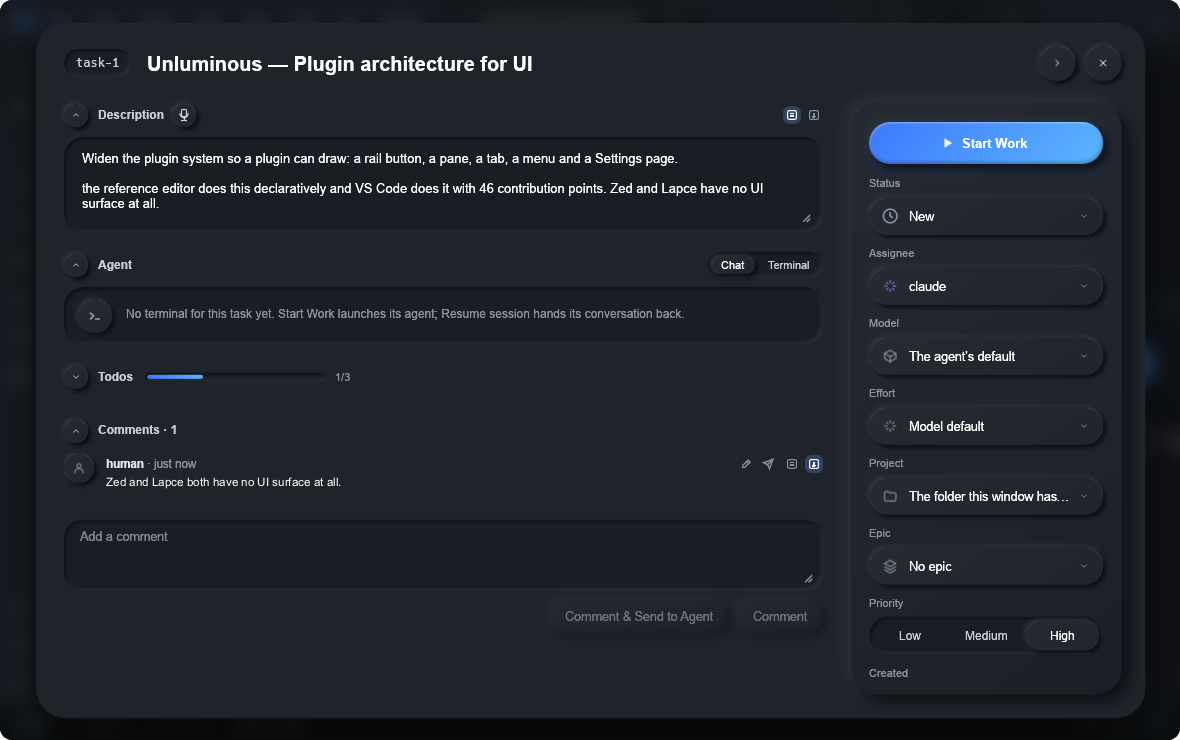 task-1
Unluminous — Plugin architecture for UI
Description
Widen the plugin system so a plugin can draw: a rail button, a pane, a tab, a menu and a Settings page.
the reference editor does this declaratively and VS Code does it with 46 contribution points. Zed and Lapce have no UI
surface at all.
Agent
Chat
Terminal
No terminal for this task yet. Start Work launches its agent; Resume session hands its conversation back.
Todos
1/3
Comments · 1
human · just now
Zed and Lapce both have no UI surface at all.
Add a comment
Comment & Send to Agent
Comment
Start Work
Status
New
Assignee
claude
Model
The agent's default
Effort
Model default
Project
The folder this window has…
Epic
No epic
Priority
Low
Medium
High
Created